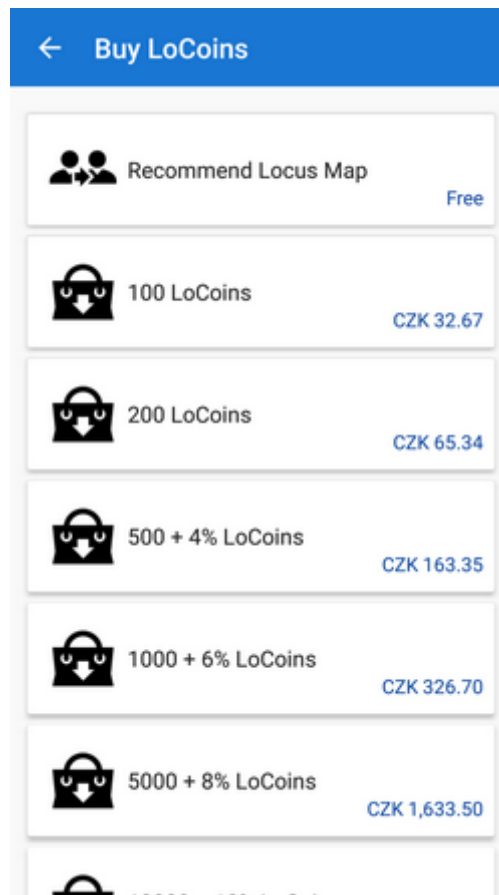 Buy LoCoins
Recommend Locus Map
Free
100 LoCoins
CZK 32.67
200 LoCoins
CZK 65.34
500 + 4% LoCoins
CZK 163.35
1000 + 6% LoCoins
CZK 326.70
5000 + 8% LoCoins
CZK 1,633.50